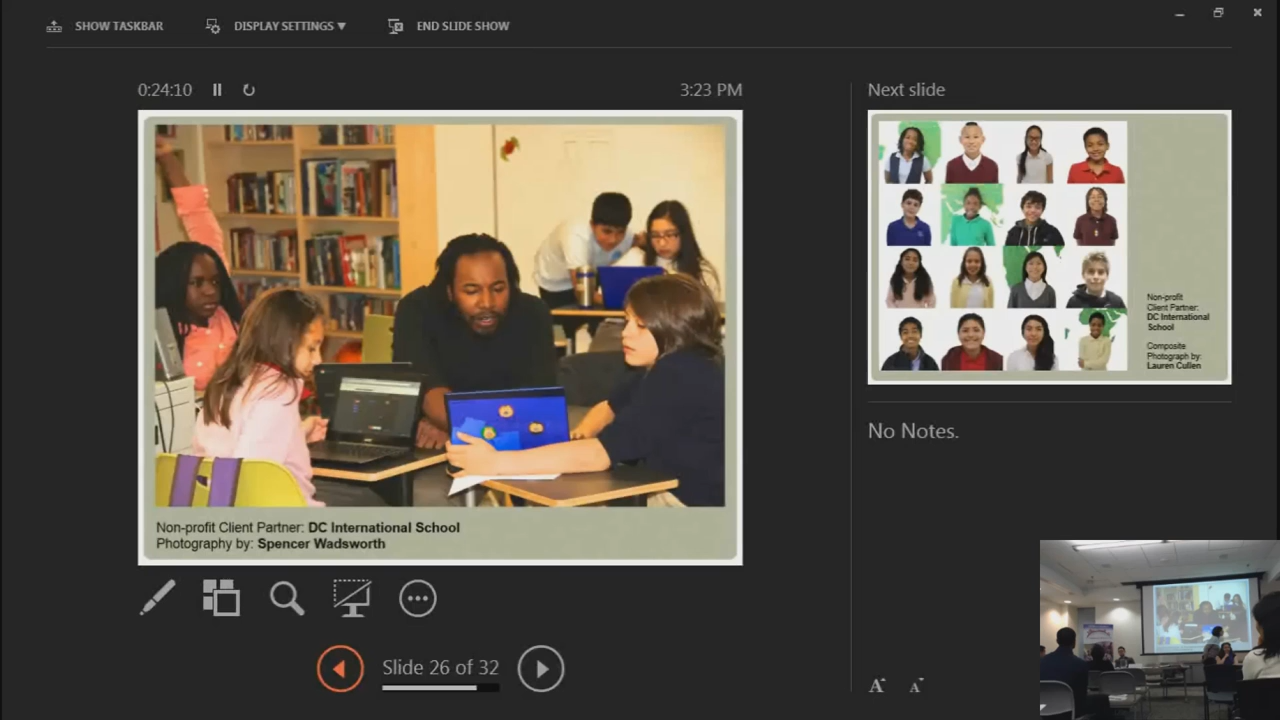 SHOW TASKBAR
DISPLAY SETTINGS ▼
END SLIDE SHOW
0:24:10
3:23 PM
Non-profit Client Partner: DC International School
Photography by: Spencer Wadsworth
Slide 26 of 32
Next slide
Non-profit
Client Partner:
DC International
School
Composite
Photograph by:
Lauren Cullen
No Notes.
A
A